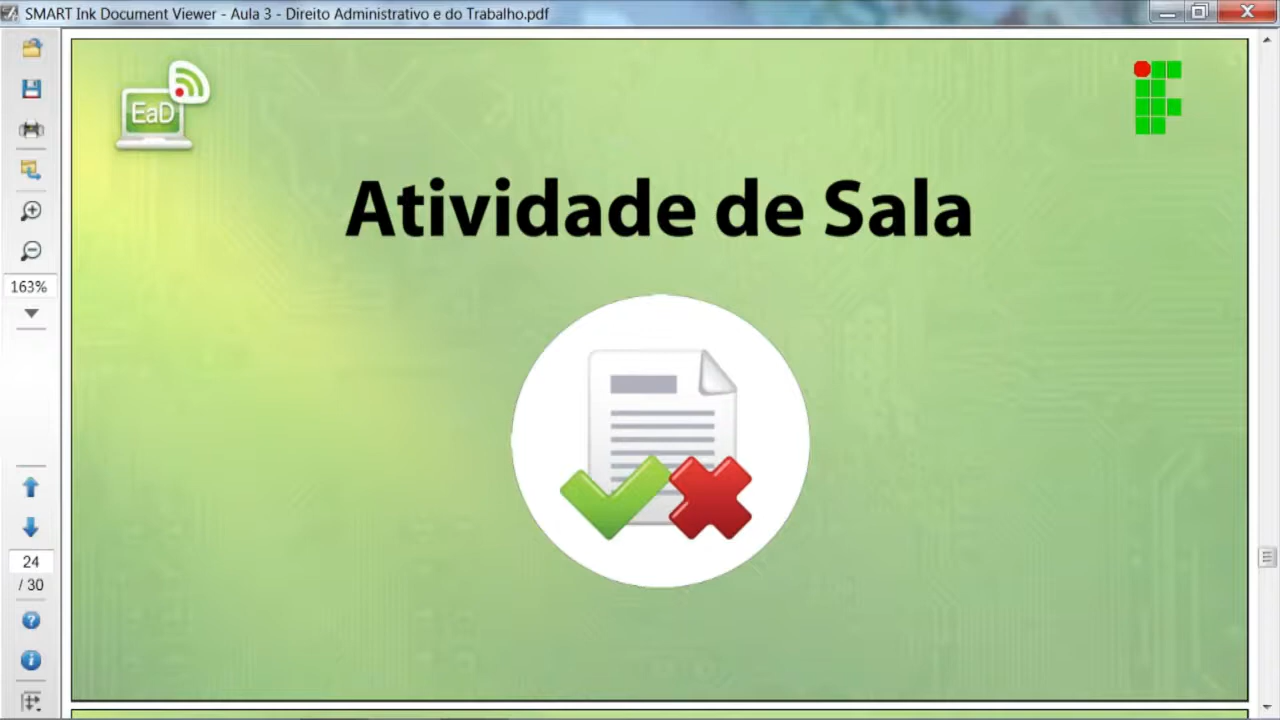 SMART Ink Document Viewer - Aula 3 - Direito Administrativo e do Trabalho.pdf
EaD
Atividade de Sala
163%
24
/ 30